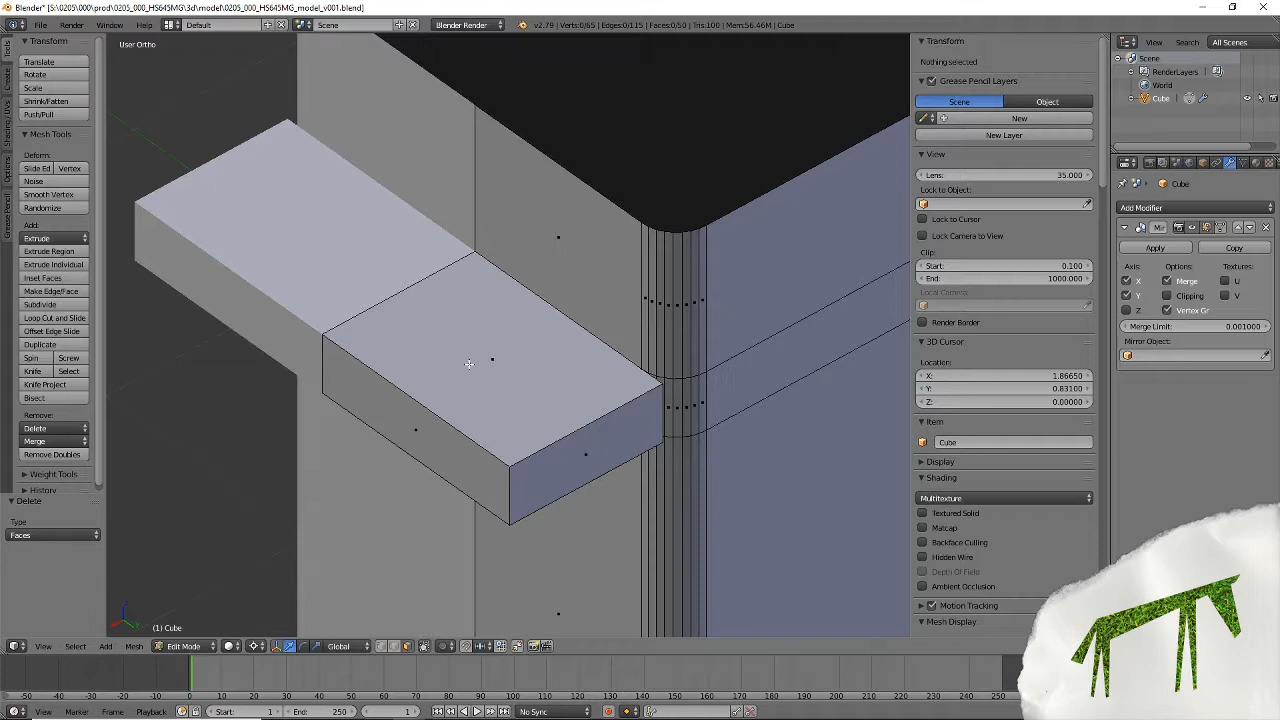 Blender* [S:\0205\000\prod\0205_000_HS645MG\3d\model\0205_000_HS645MG_model_v001.blend]
File Render Window Help Default Scene Blender Render v2.79 | Verts:0/65 | Edges:0/115 | Faces:0/50 | Tris:100 | Mem:56.46M | Cube
Tools
Create
Shading / UVs
Options
Grease Pencil
Transform
Translate
Rotate
Scale
Shrink/Fatten
Push/Pull
Mesh Tools
Deform:
Slide Ed Vertex
Noise
Smooth Vertex
Randomize
Add:
Extrude
Extrude Region
Extrude Individual
Inset Faces
Make Edge/Face
Subdivide
Loop Cut and Slide
Offset Edge Slide
Duplicate
Spin Screw
Knife Select
Knife Project
Bisect
Remove:
Delete
Merge
Remove Doubles
Weight Tools
History
Delete
Type
Faces
User Ortho
(1) Cube
View Select Add Mesh Edit Mode Global
Transform
Nothing selected
Grease Pencil Layers
Scene Object
New
New Layer
View
Lens: 35.000
Lock to Object:
Lock to Cursor
Lock Camera to View
Clip:
Start: 0.100
End: 1000.000
Local Camera:
Render Border
3D Cursor
Location:
X: 1.86650
Y: 0.83100
Z: 0.00000
Item
Cube
Display
Shading
Multitexture
Textured Solid
Matcap
Backface Culling
Hidden Wire
Depth Of Field
Ambient Occlusion
Motion Tracking
Mesh Display
View Search All Scenes
Scene
RenderLayers
World
Cube
Cube
Add Modifier
Mi
Apply Copy
Axis: Options: Textures:
X Merge U
Y Clipping V
Z Vertex Gr
Merge Limit: 0.001000
Mirror Object:
-50 -40 -30 -20 -10 0 10 20 30 40 50 60 70 80 90 100 110 120 130 140 150 160 170 180 190 200 210 220 230 240 250
View Marker Frame Playback Start: 1 End: 250 1 No Sync